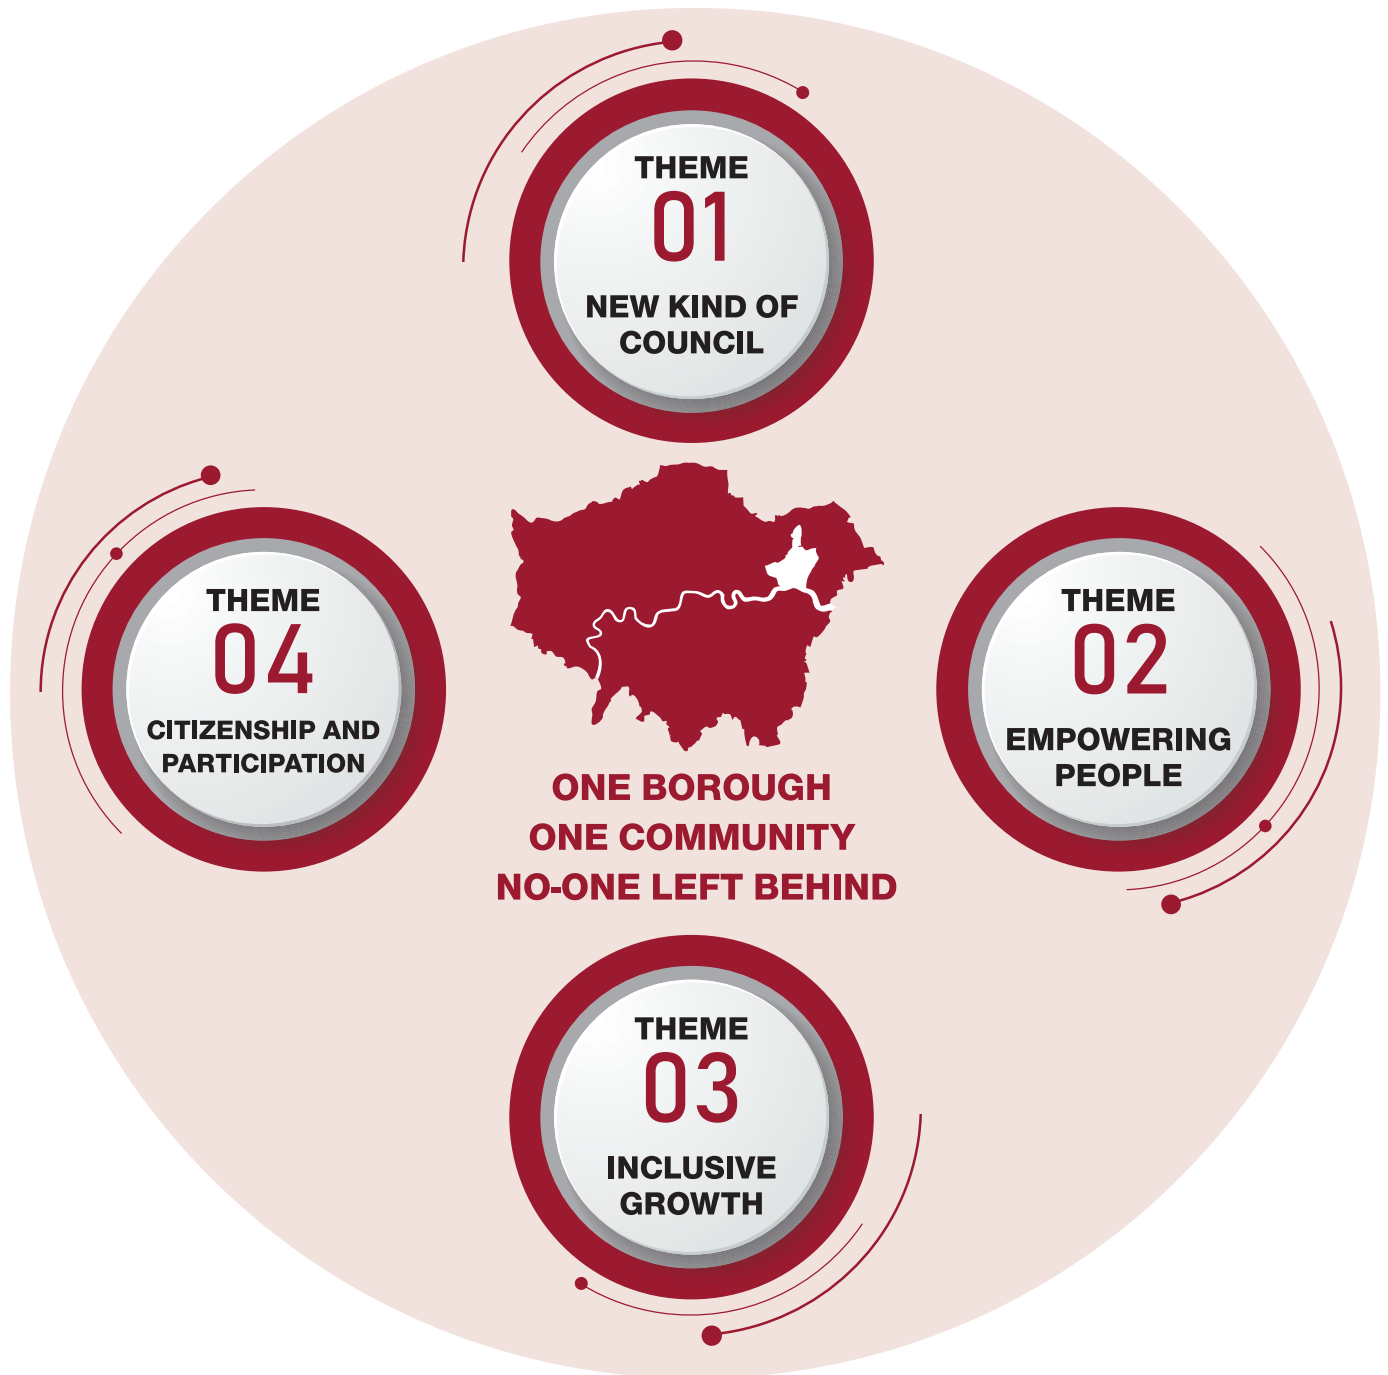 THEME
01
NEW KIND OF
COUNCIL
THEME
04
CITIZENSHIP AND
PARTICIPATION
THEME
02
EMPOWERING
PEOPLE
ONE BOROUGH
ONE COMMUNITY
NO-ONE LEFT BEHIND
THEME
03
INCLUSIVE
GROWTH